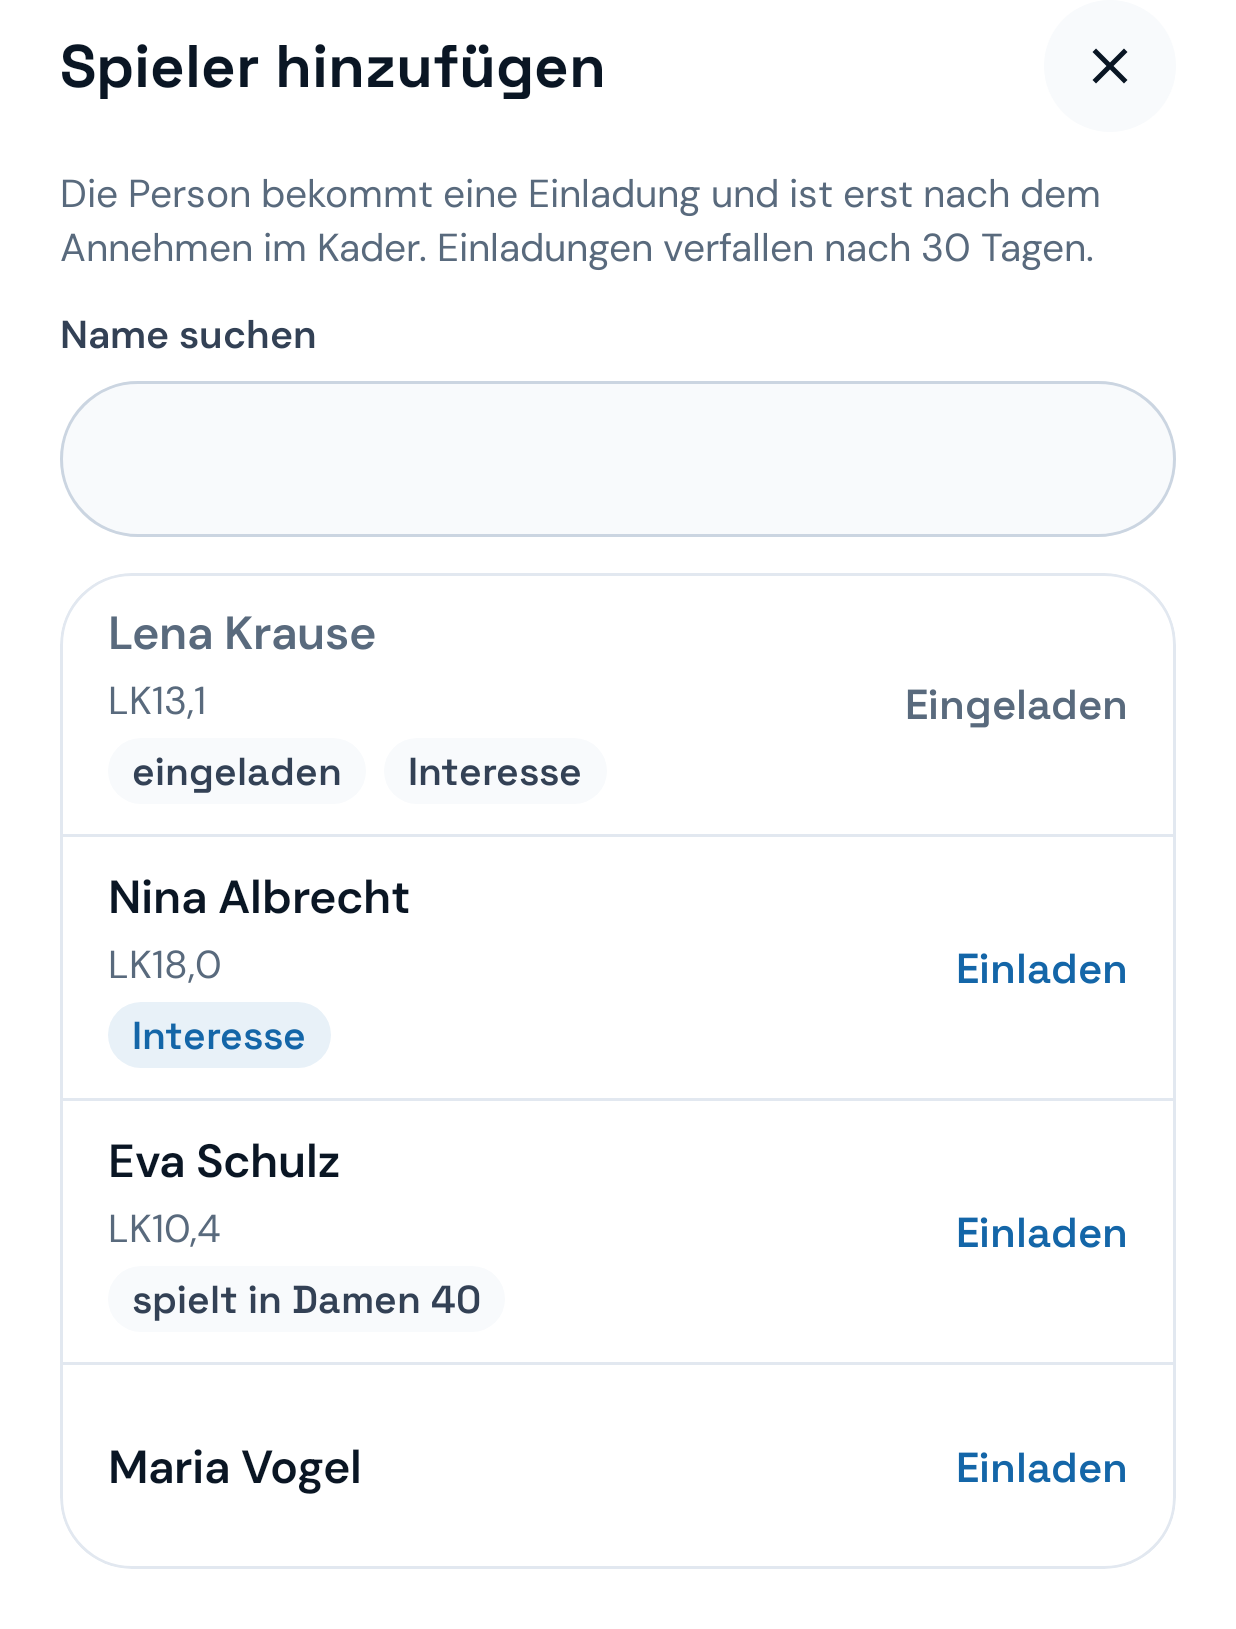 Spieler hinzufügen
Die Person bekommt eine Einladung und ist erst nach dem
Annehmen im Kader. Einladungen verfallen nach 30 Tagen.
Name suchen
Lena Krause
LK13,1
Eingeladen
eingeladen Interesse
Nina Albrecht
LK18,0
Einladen
Interesse
Eva Schulz
LK10,4
Einladen
spielt in Damen 40
Maria Vogel Einladen